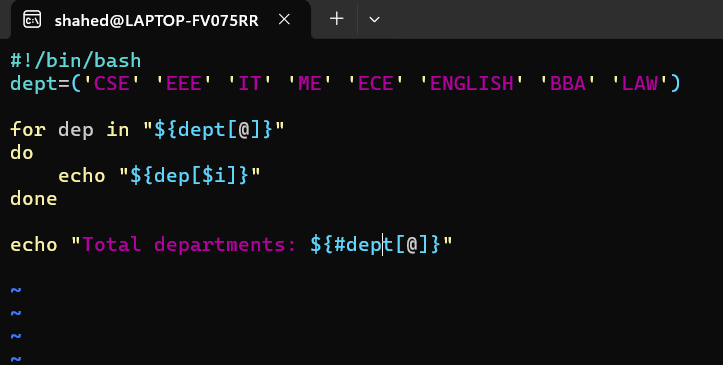 shahed@LAPTOP-FV075RR
#!/bin/bash
dept=('CSE' 'EEE' 'IT' 'ME' 'ECE' 'ENGLISH' 'BBA' 'LAW')
for dep in "${dept[@]}"
do
    echo "${dep[$i]}"
done
echo "Total departments: ${#dept[@]}"
~
~
~
~